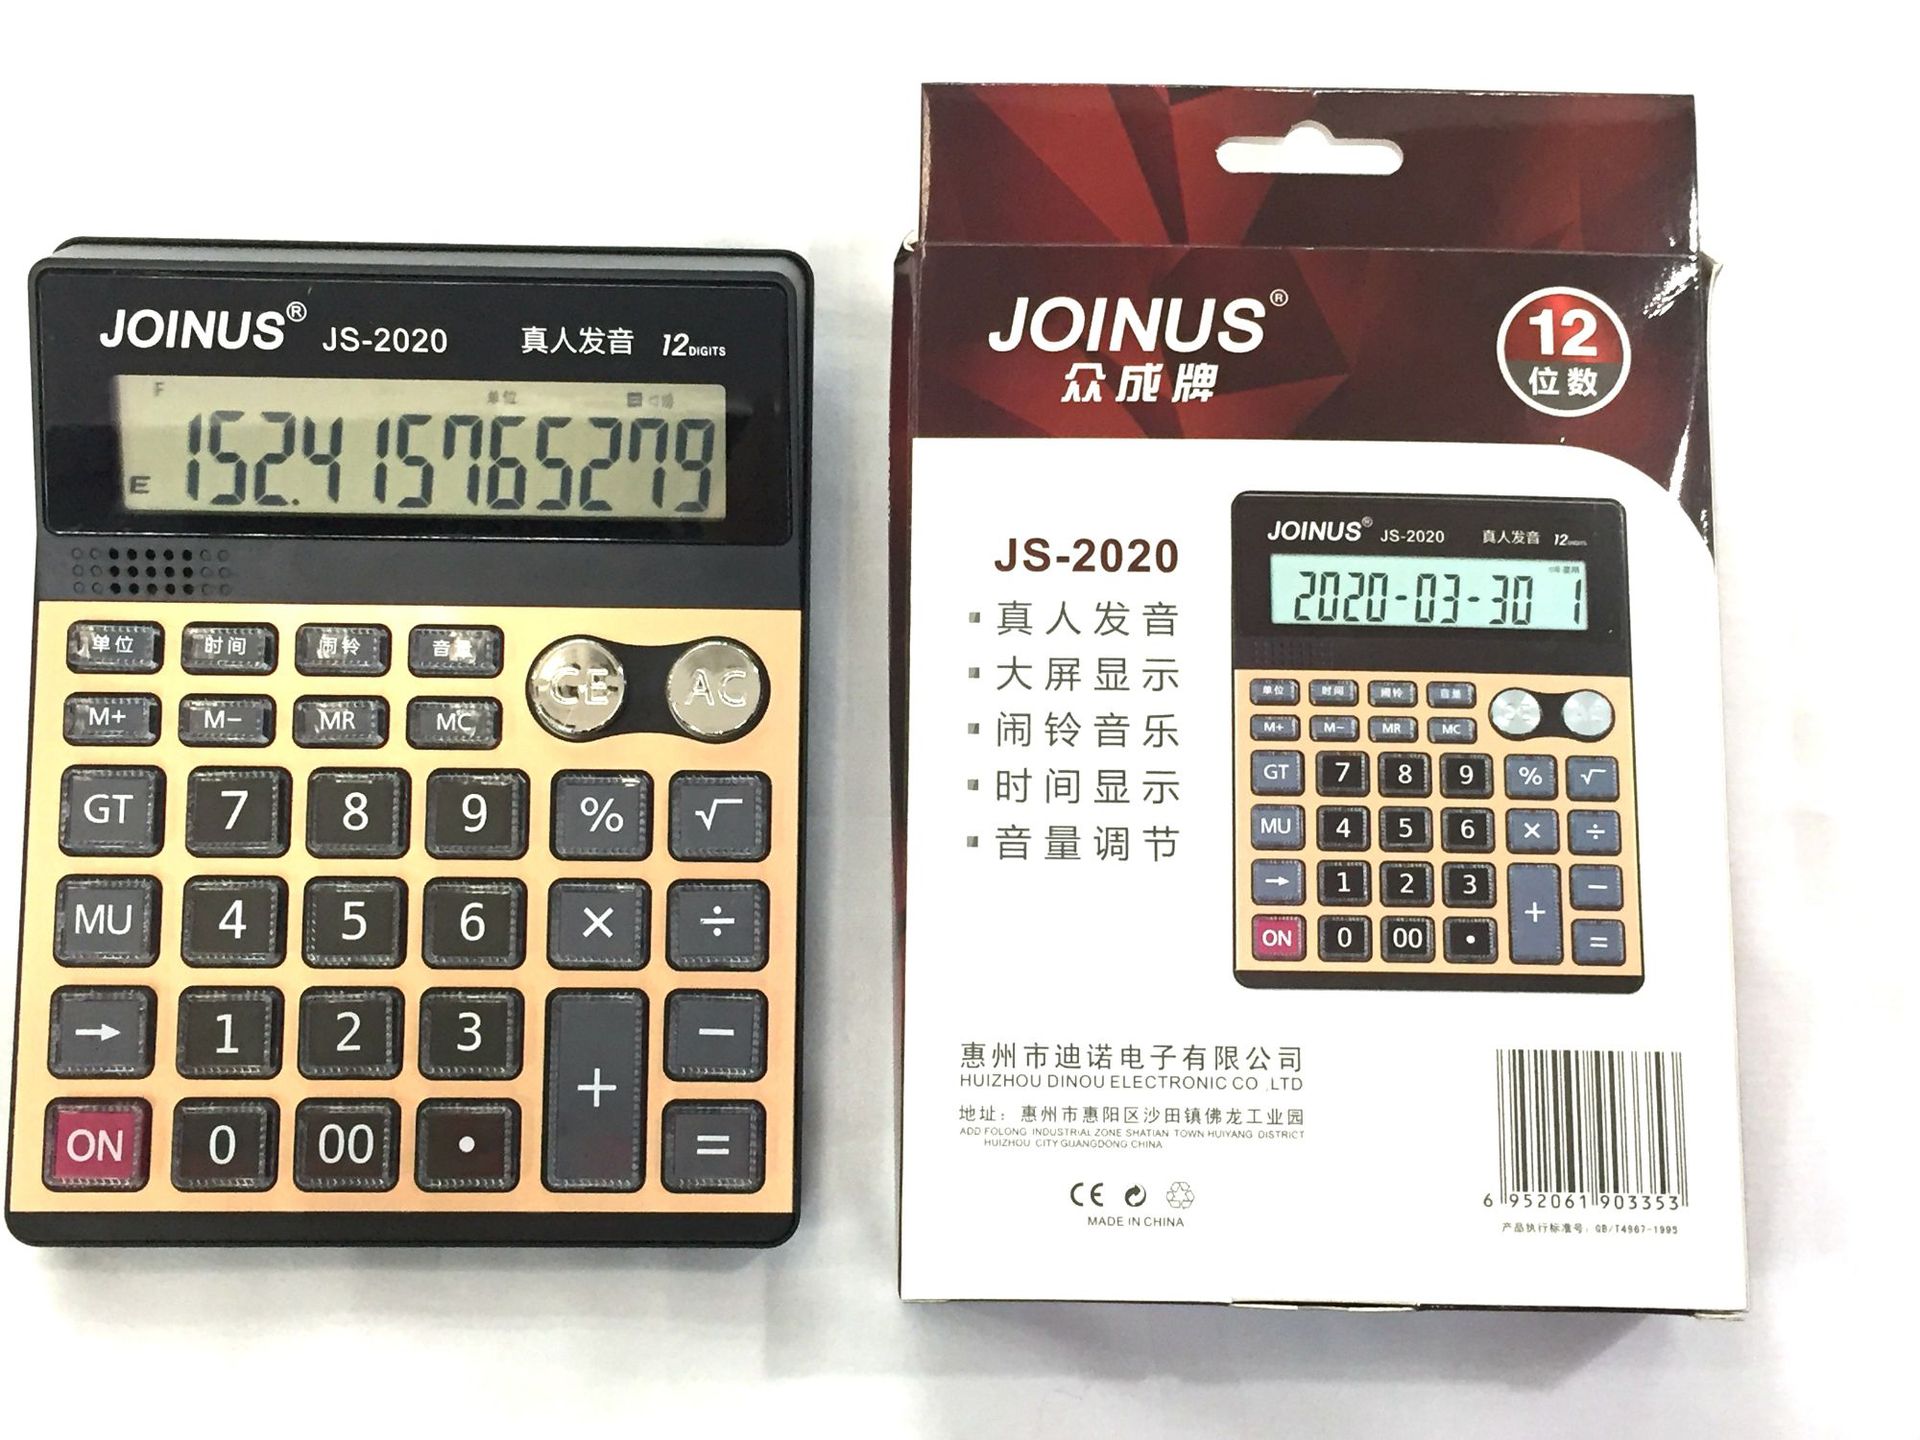 JOINUS® JS-2020 真人发音 12 DIGITS
F 单位
E 152.415765279
单位 时间 闹铃 音量 CE AC
M+ M− MR MC
GT 7 8 9 % √
MU 4 5 6 × ÷
→ 1 2 3 + −
ON 0 00 • =
JOINUS®
众成牌
12
位数
JS-2020
▪ 真人发音
▪ 大屏显示
▪ 闹铃音乐
▪ 时间显示
▪ 音量调节
JOINUS® JS-2020 真人发音 12 DIGITS
2020-03-30 1
单位 时间 闹铃 音量 CE AC
M+ M− MR MC
GT 7 8 9 % √
MU 4 5 6 × ÷
→ 1 2 3 + −
ON 0 00 • =
惠州市迪诺电子有限公司
HUIZHOU DINOU ELECTRONIC CO .LTD
地址：惠州市惠阳区沙田镇佛龙工业园
ADD FOLONG INDUSTRIAL ZONE SHATIAN TOWN HUIYANG DISTRICT
HUIZHOU CITY GUANGDONG CHINA
CE
MADE IN CHINA
6 952061 903353
产品执行标准号：GB/T4967-1995